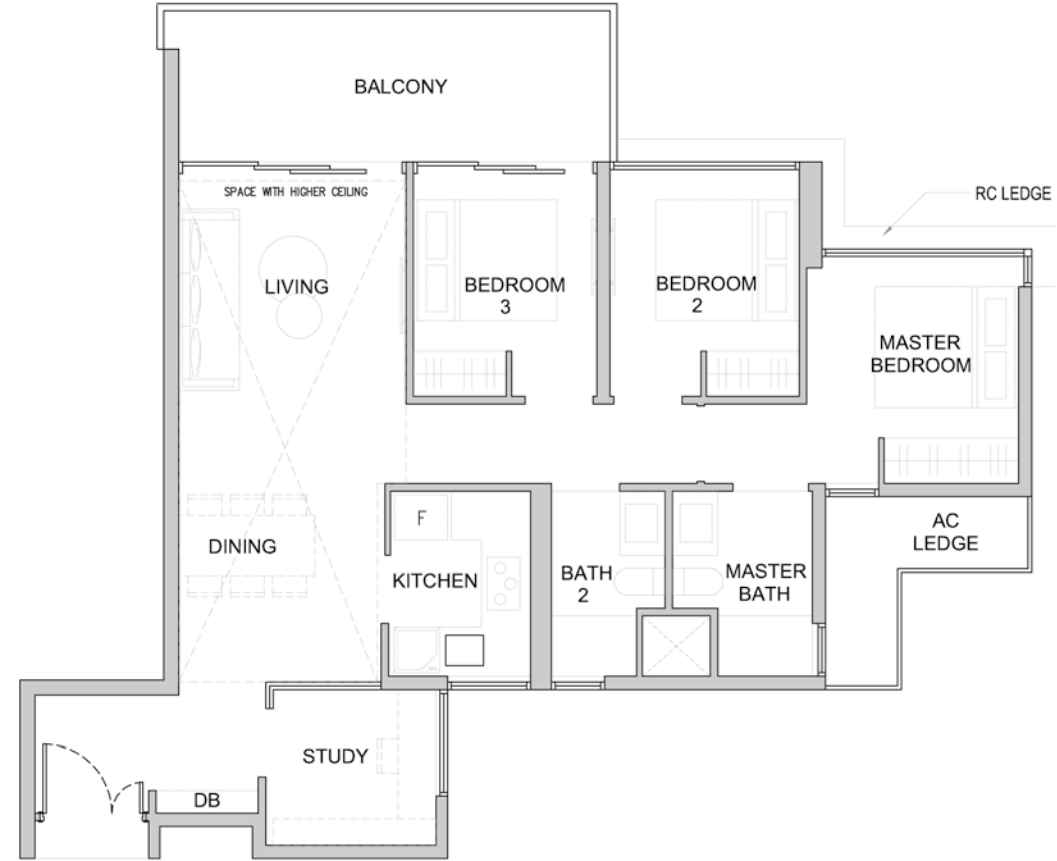 BALCONY
SPACE WITH HIGHER CEILING
RC LEDGE
LIVING
BEDROOM
3
BEDROOM
2
MASTER
BEDROOM
F
DINING
KITCHEN
BATH
2
MASTER
BATH
AC
LEDGE
STUDY
DB